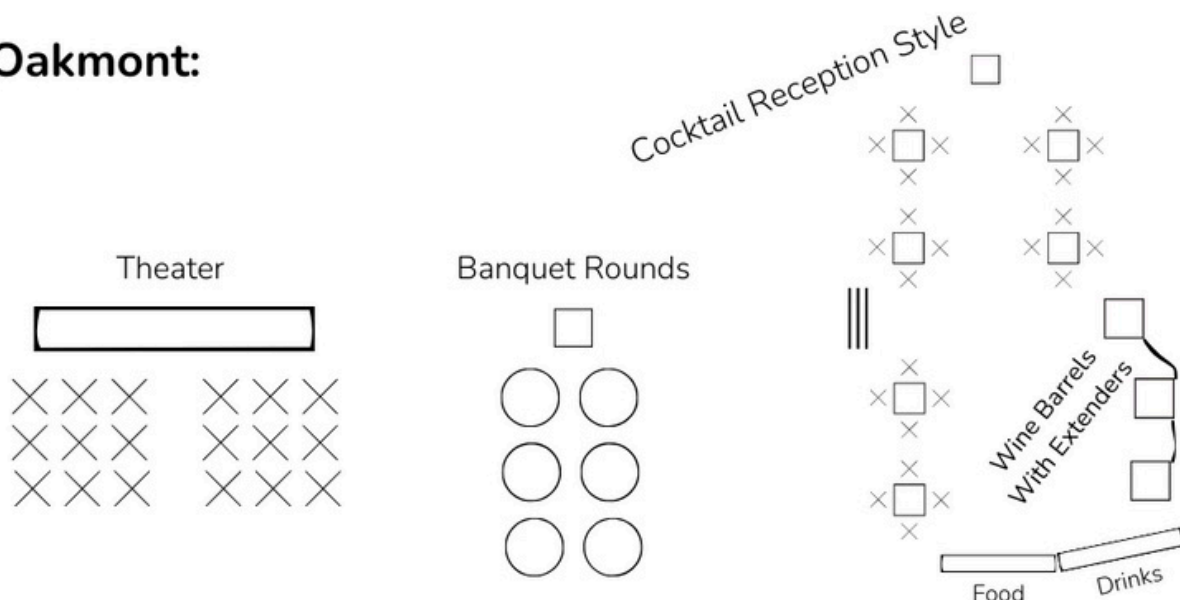 Oakmont:
Cocktail Reception Style
Theater
Banquet Rounds
Wine Barrels
With Extenders
Food
Drinks